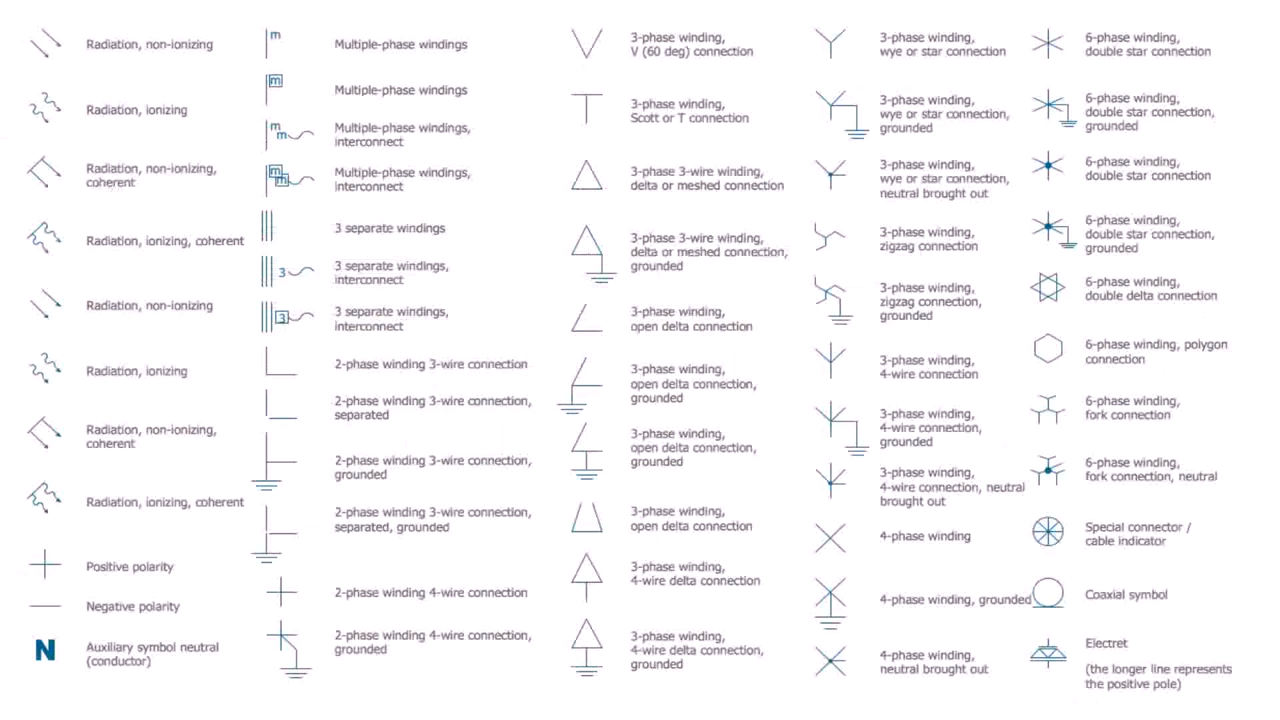 Radiation, non-ionizing
Radiation, ionizing
Radiation, non-ionizing,
coherent
Radiation, ionizing, coherent
Radiation, non-ionizing
Radiation, ionizing
Radiation, non-ionizing,
coherent
Radiation, ionizing, coherent
Positive polarity
Negative polarity
N
Auxiliary symbol neutral
(conductor)
m
Multiple-phase windings
m
Multiple-phase windings
m
m
Multiple-phase windings,
interconnect
m
m
Multiple-phase windings,
interconnect
3 separate windings
3
3 separate windings,
interconnect
3
3 separate windings,
interconnect
2-phase winding 3-wire connection
2-phase winding 3-wire connection,
separated
2-phase winding 3-wire connection,
grounded
2-phase winding 3-wire connection,
separated, grounded
2-phase winding 4-wire connection
2-phase winding 4-wire connection,
grounded
3-phase winding,
V (60 deg) connection
3-phase winding,
Scott or T connection
3-phase 3-wire winding,
delta or meshed connection
3-phase 3-wire winding,
delta or meshed connection,
grounded
3-phase winding,
open delta connection
3-phase winding,
open delta connection,
grounded
3-phase winding,
open delta connection,
grounded
3-phase winding,
open delta connection
3-phase winding,
4-wire delta connection
3-phase winding,
4-wire delta connection,
grounded
3-phase winding,
wye or star connection
3-phase winding,
wye or star connection,
grounded
3-phase winding,
wye or star connection,
neutral brought out
3-phase winding,
zigzag connection
3-phase winding,
zigzag connection,
grounded
3-phase winding,
4-wire connection
3-phase winding,
4-wire connection,
grounded
3-phase winding,
4-wire connection, neutral
brought out
4-phase winding
4-phase winding, grounded
4-phase winding,
neutral brought out
6-phase winding,
double star connection
6-phase winding,
double star connection,
grounded
6-phase winding,
double star connection
6-phase winding,
double star connection,
grounded
6-phase winding,
double delta connection
6-phase winding, polygon
connection
6-phase winding,
fork connection
6-phase winding,
fork connection, neutral
Special connector /
cable indicator
Coaxial symbol
Electret
(the longer line represents
the positive pole)